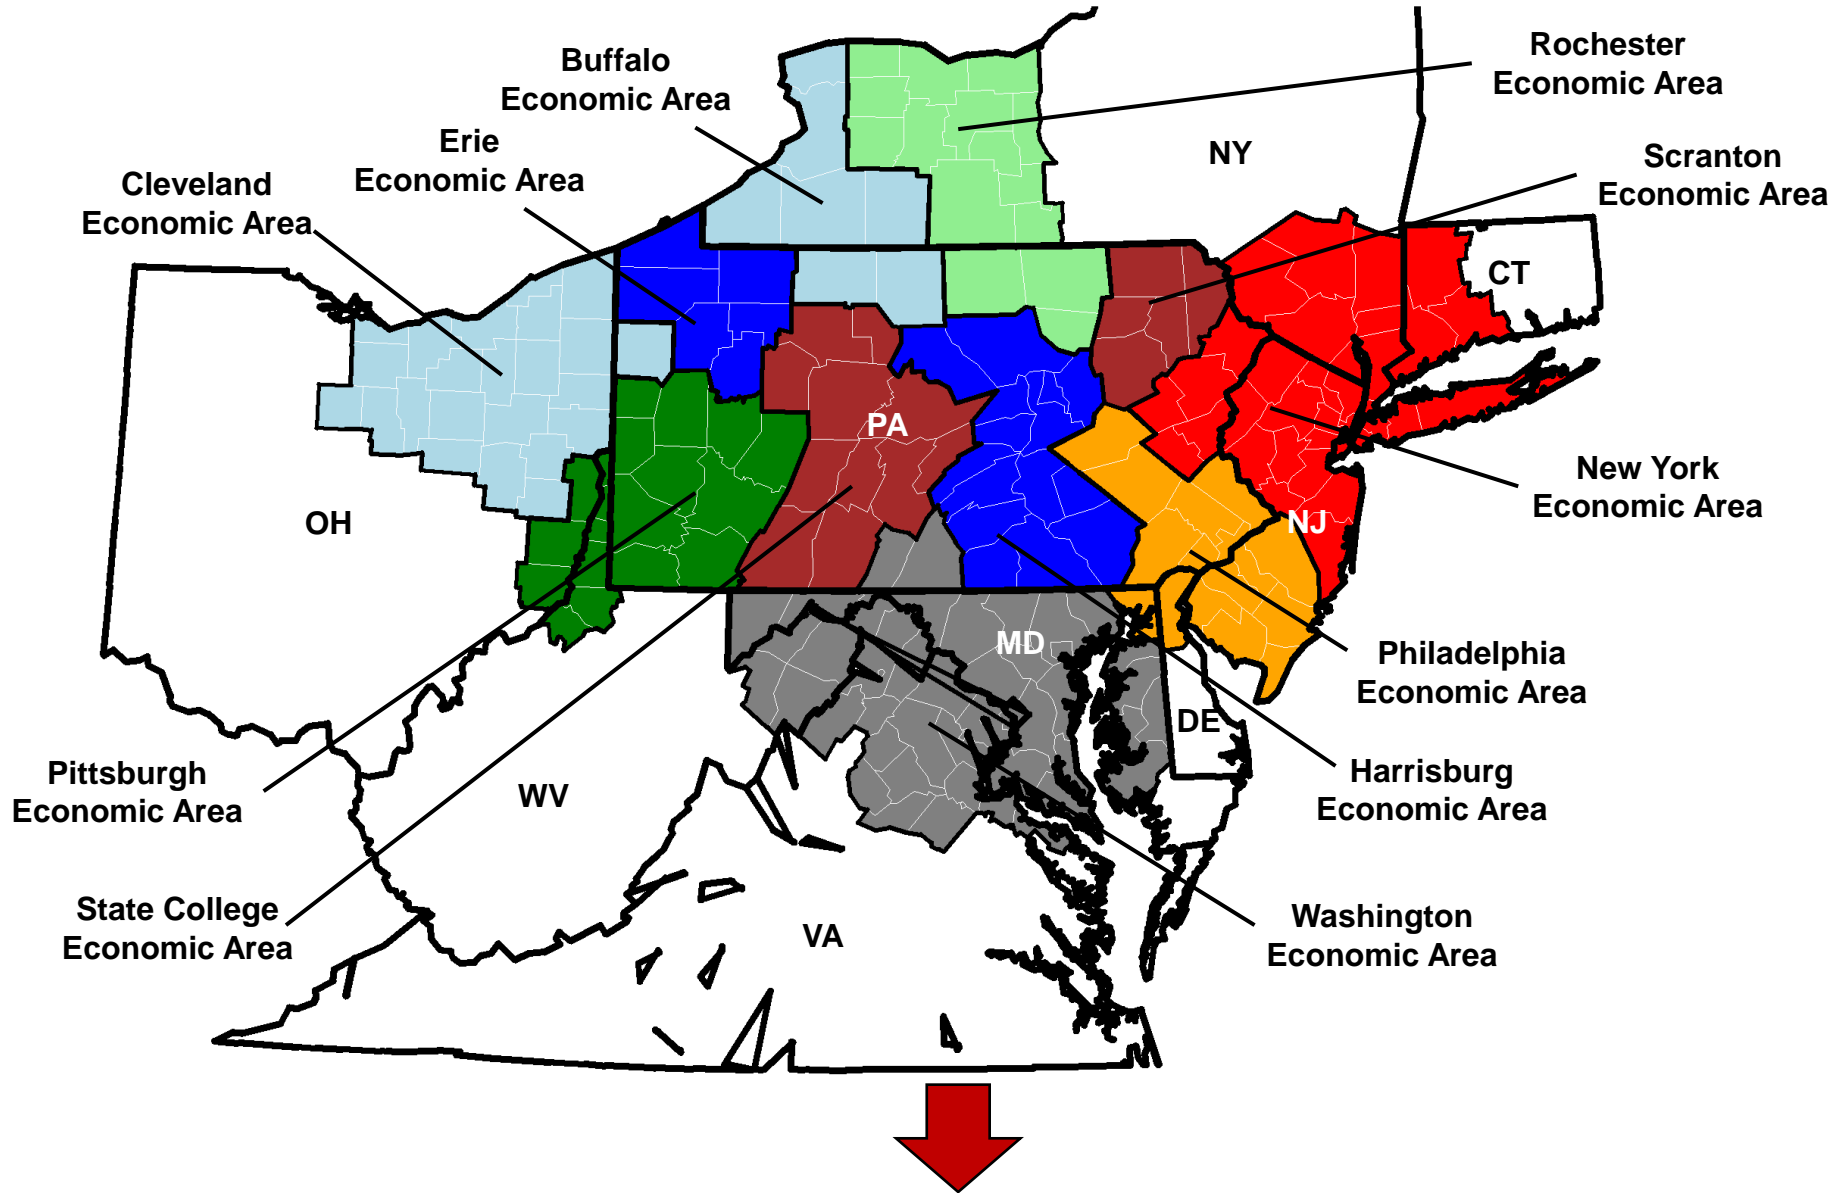 Rochester
Economic Area
Buffalo
Economic Area
Erie
Economic Area
NY
Scranton
Economic Area
Cleveland
Economic Area
CT
PA
New York
Economic Area
OH
NJ
MD
Philadelphia
Economic Area
DE
Pittsburgh
Economic Area
WV
Harrisburg
Economic Area
State College
Economic Area
VA
Washington
Economic Area